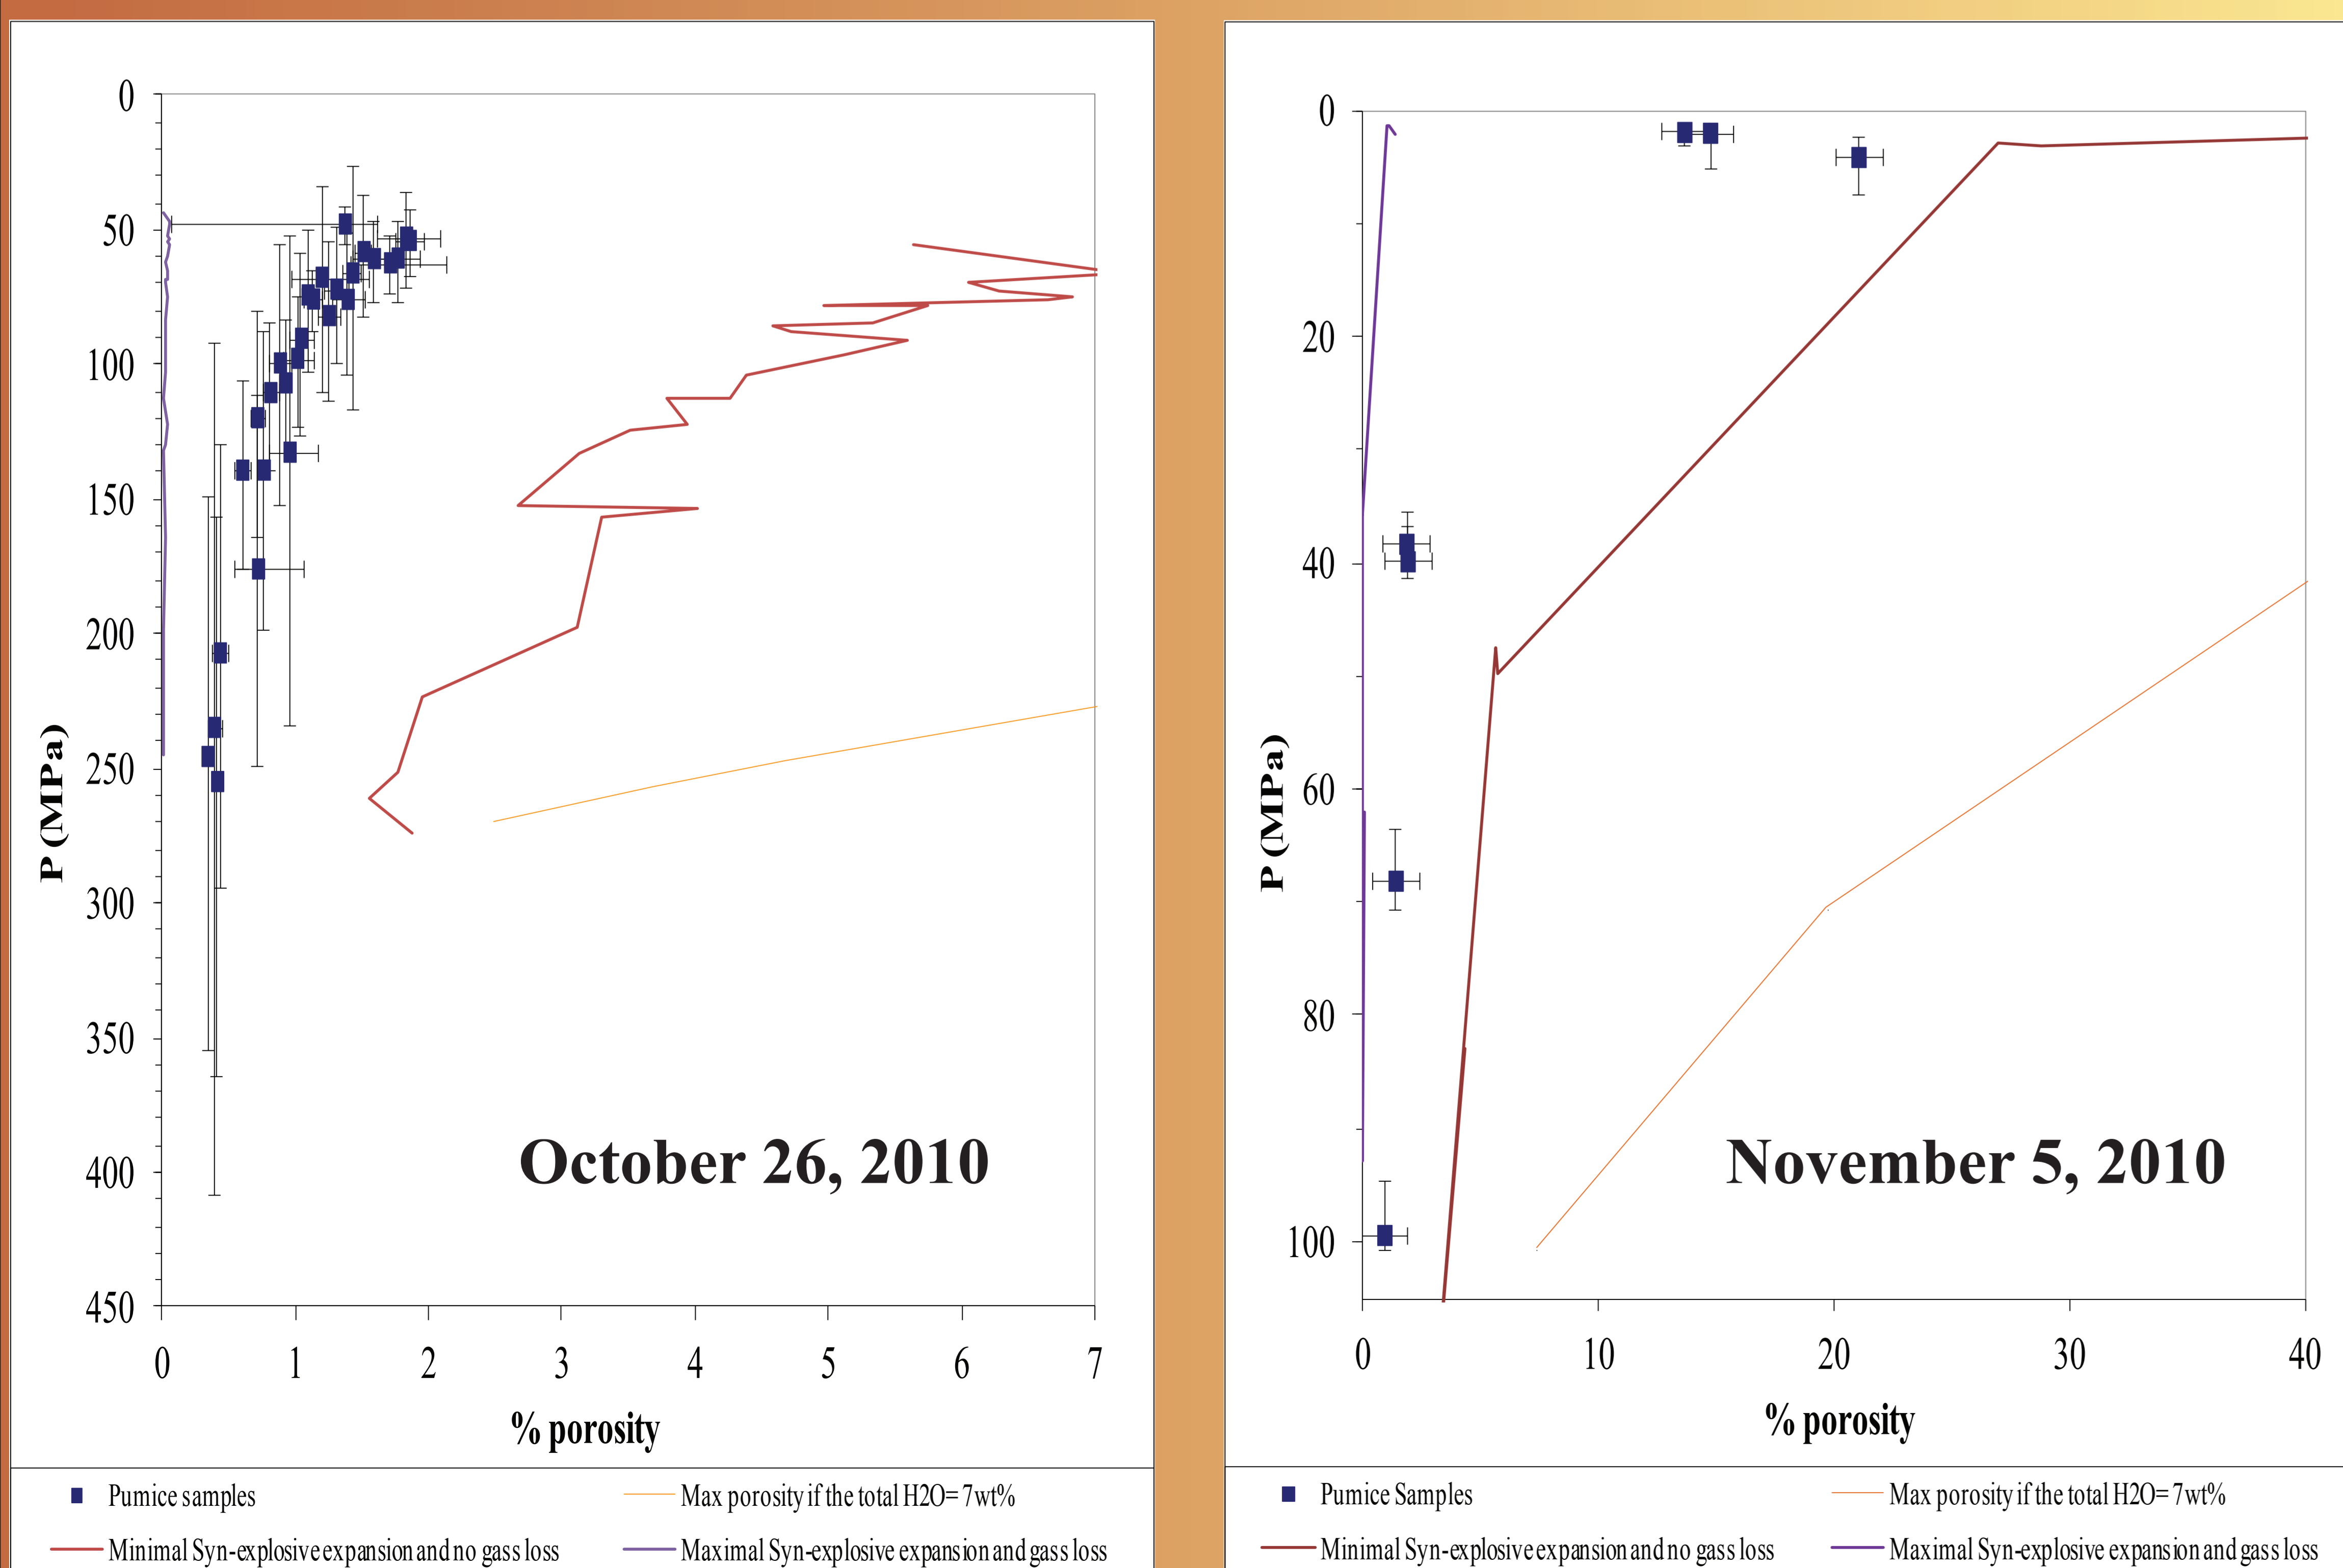 0
50
100
150
200
250
300
350
400
450
P (MPa)
0 1 2 3 4 5 6 7
% porosity
October 26, 2010
Pumice samples
Max porosity if the total H2O= 7wt%
Minimal Syn-explosive expansion and no gass loss
Maximal Syn-explosive expansion and gass loss
0
20
40
60
80
100
P (MPa)
0 10 20 30 40
% porosity
November 5, 2010
Pumice Samples
Max porosity if the total H2O= 7wt%
Minimal Syn-explosive expansion and no gass loss
Maximal Syn-explosive expansion and gass loss